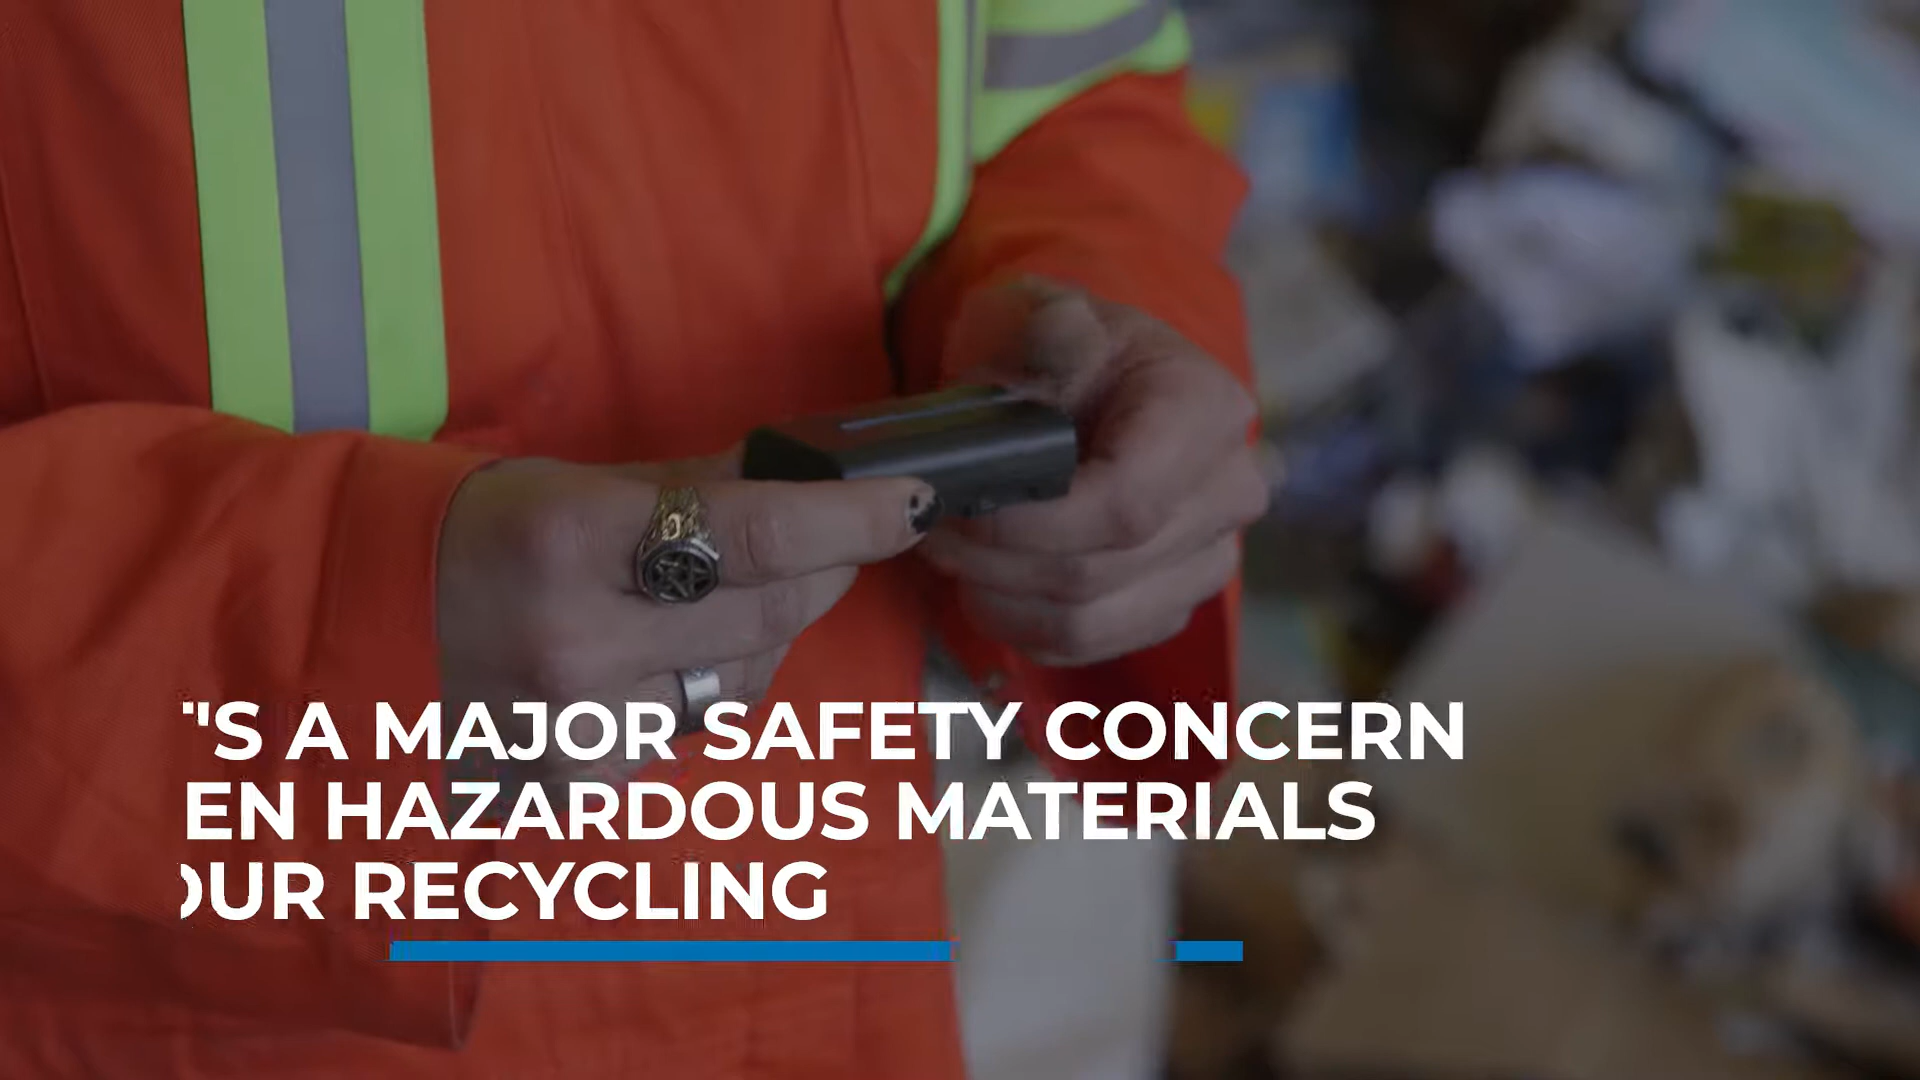 'S A MAJOR SAFETY CONCERN
EN HAZARDOUS MATERIALS
OUR RECYCLING